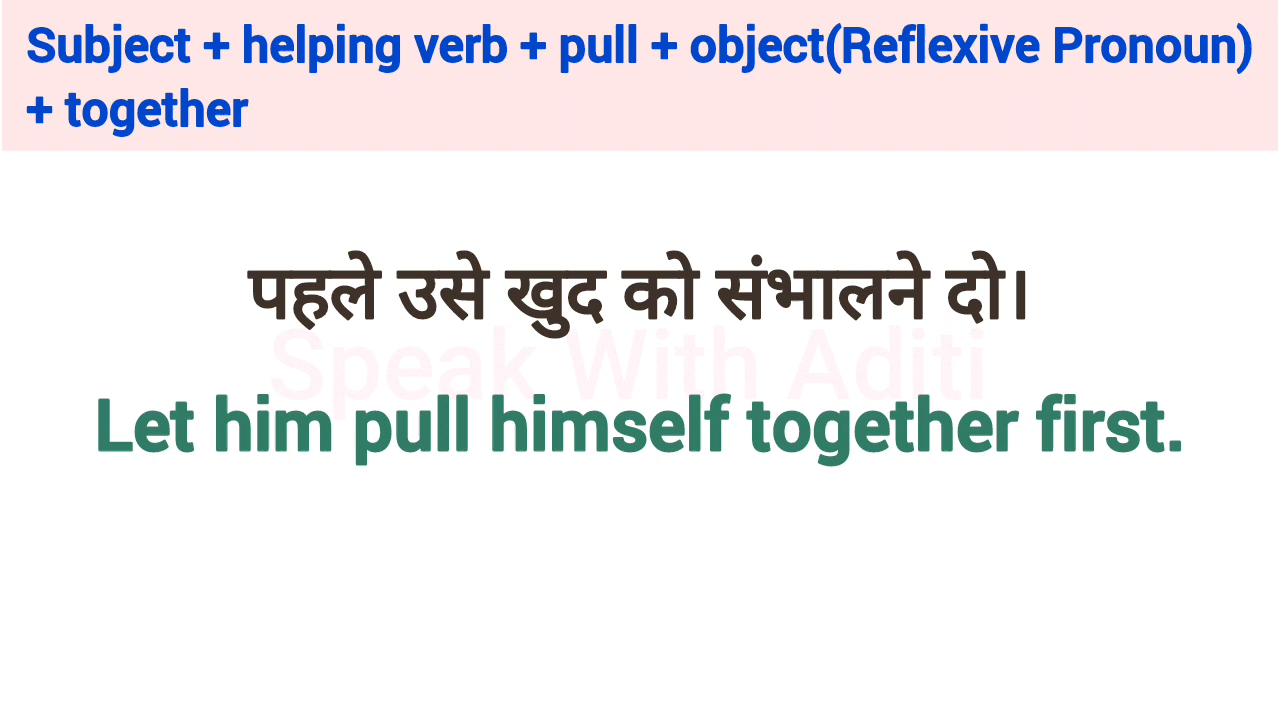 Subject + helping verb + pull + object(Reflexive Pronoun)
+ together
पहले उसे खुद को संभालने दो।
Speak With Aditi
Let him pull himself together first.